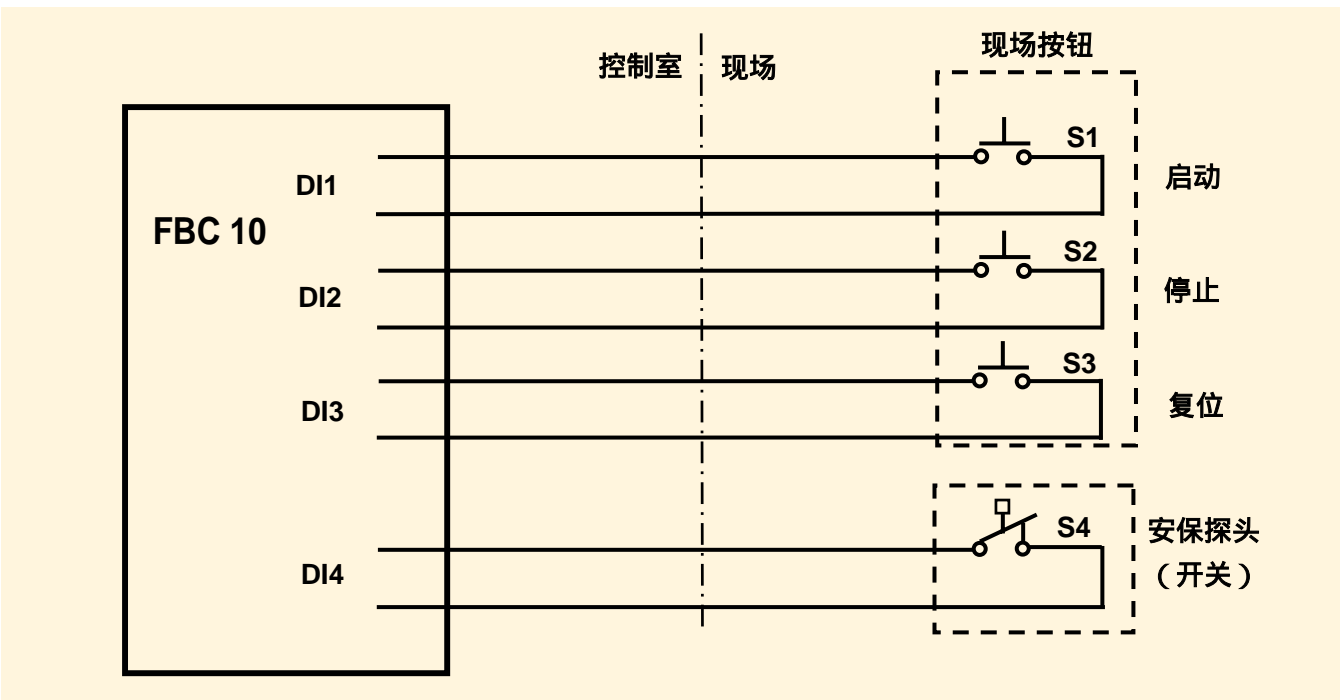 现场按钮
控制室 现场
S1
DI1
启动
FBC 10
S2
DI2
停止
S3
DI3
复位
S4
安保探头
DI4
（开关）